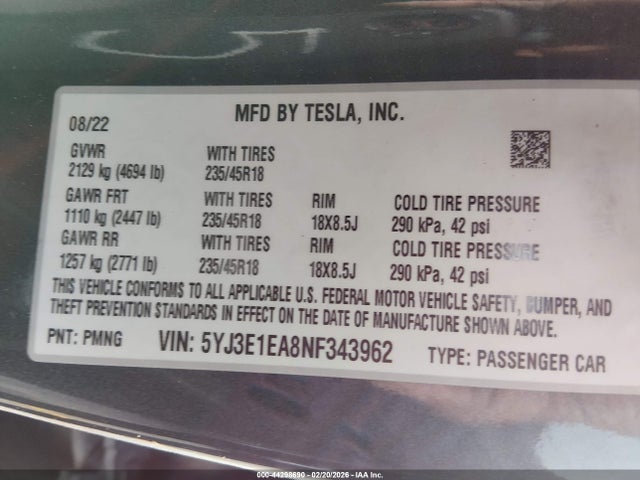 MFD BY TESLA, INC.
08/22
GVWR WITH TIRES
2129 kg (4694 lb) 235/45R18
GAWR FRT WITH TIRES RIM COLD TIRE PRESSURE
1110 kg (2447 lb) 235/45R18 18X8.5J 290 kPa, 42 psi
GAWR RR WITH TIRES RIM COLD TIRE PRESSURE
1257 kg (2771 lb) 235/45R18 18X8.5J 290 kPa, 42 psi
THIS VEHICLE CONFORMS TO ALL APPLICABLE U.S. FEDERAL MOTOR VEHICLE SAFETY, BUMPER, AND
THEFT PREVENTION STANDARDS IN EFFECT ON THE DATE OF MANUFACTURE SHOWN ABOVE.
PNT: PMNG VIN: 5YJ3E1EA8NF343962 TYPE: PASSENGER CAR
000-44298690 - 02/20/2026 - IAA Inc.